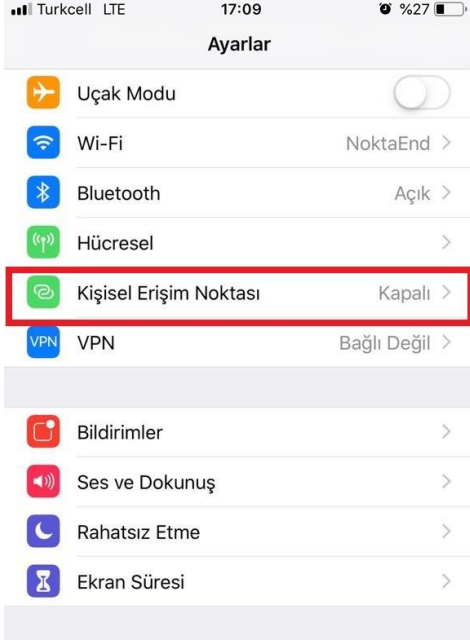 Turkcell LTE 17:09 %27
Ayarlar
Uçak Modu
Wi-Fi NoktaEnd
Bluetooth Açık
Hücresel
Kişisel Erişim Noktası Kapalı
VPN VPN Bağlı Değil
Bildirimler
Ses ve Dokunuş
Rahatsız Etme
Ekran Süresi